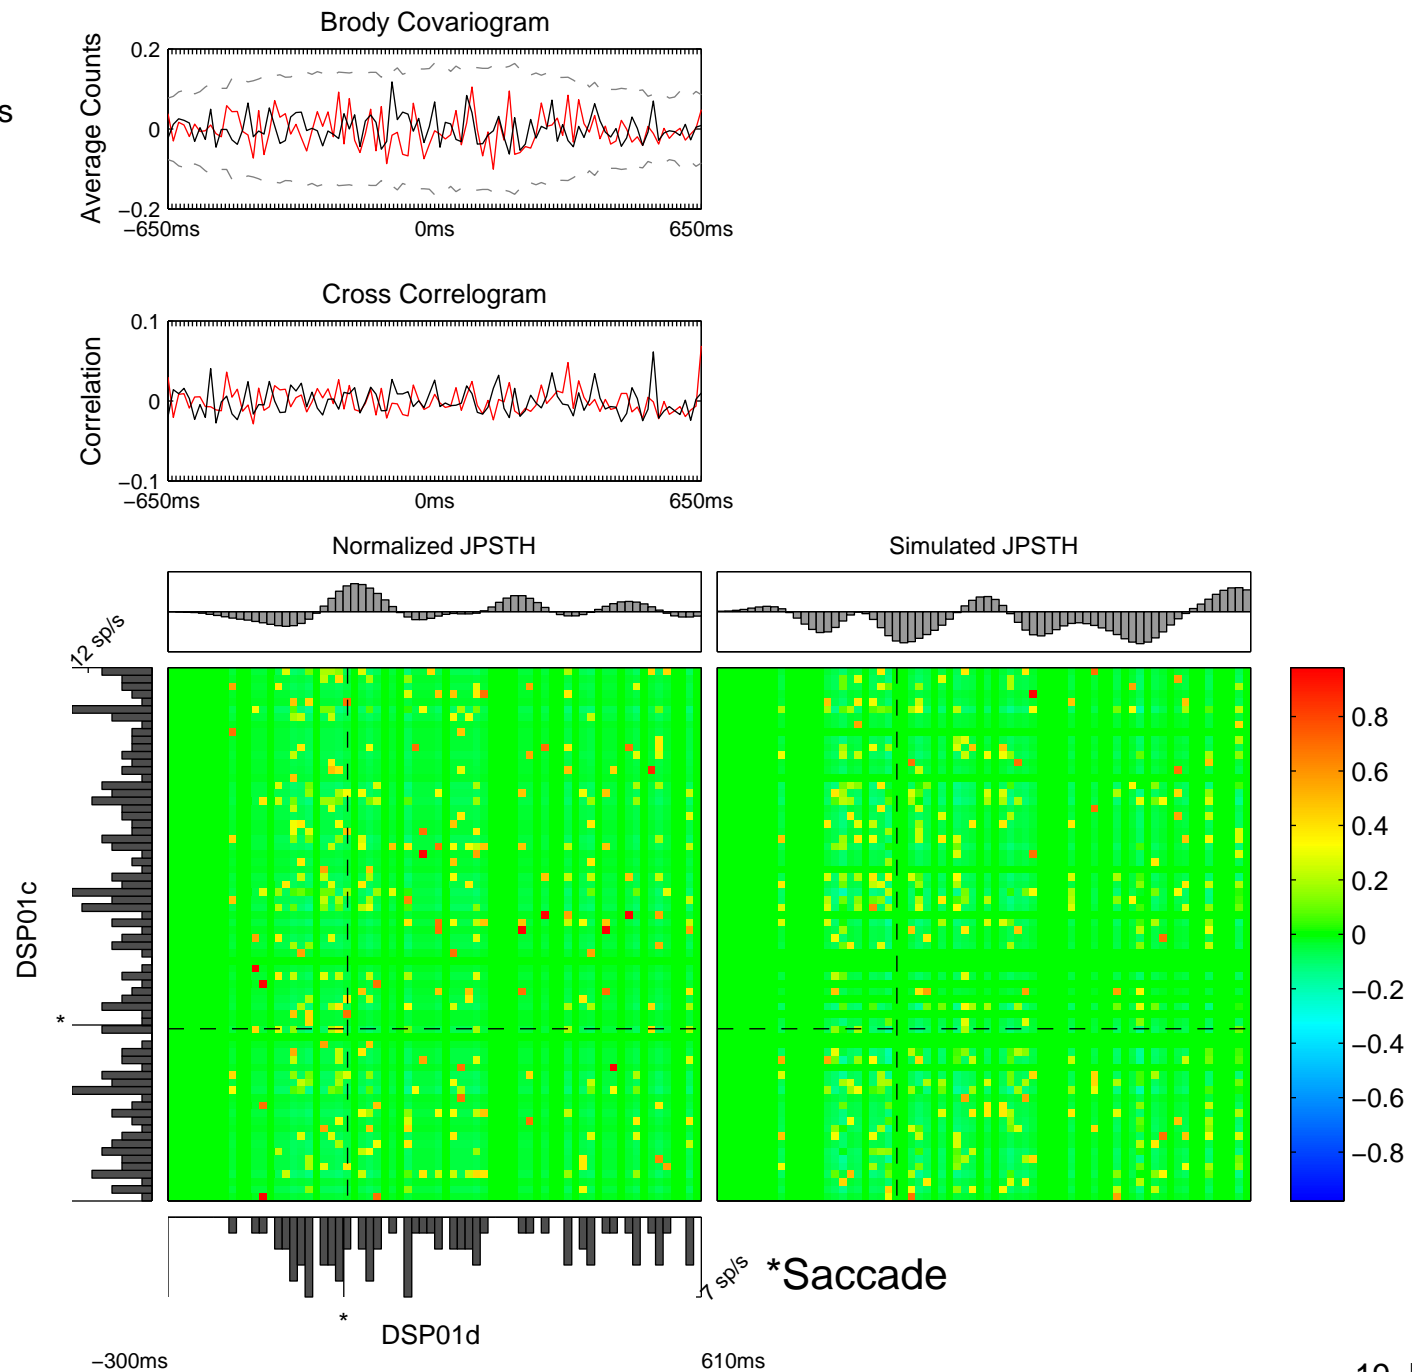 Brody Covariogram
s
Average Counts
0.2
0
−0.2
−650ms 0ms 650ms
Cross Correlogram
Correlation
0.1
0
−0.1
−650ms 0ms 650ms
Normalized JPSTH
Simulated JPSTH
12 sp/s
DSP01c
*
0.8
0.6
0.4
0.2
0
−0.2
−0.4
−0.6
−0.8
7 sp/s
*Saccade
*
DSP01d
−300ms 610ms